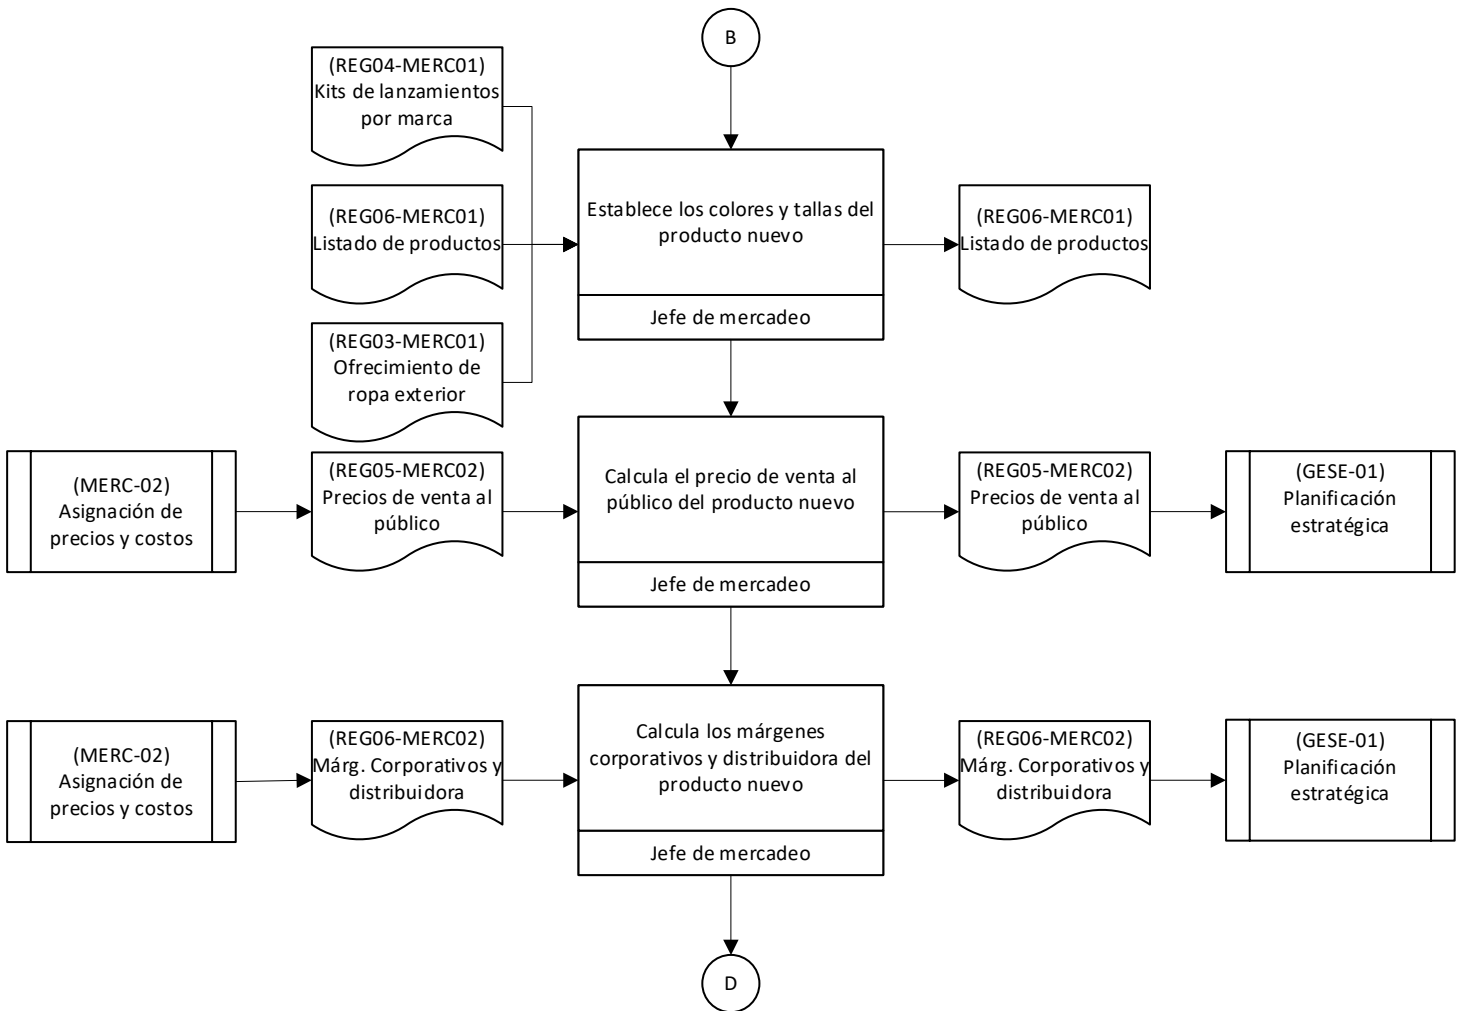 B
(REG04-MERC01)
Kits de lanzamientos
por marca
(REG06-MERC01)
Listado de productos
(REG03-MERC01)
Ofrecimiento de
ropa exterior
Establece los colores y tallas del
producto nuevo
Jefe de mercadeo
(REG06-MERC01)
Listado de productos
(MERC-02)
Asignación de
precios y costos
(REG05-MERC02)
Precios de venta al
público
Calcula el precio de venta al
público del producto nuevo
Jefe de mercadeo
(REG05-MERC02)
Precios de venta al
público
(GESE-01)
Planificación
estratégica
(MERC-02)
Asignación de
precios y costos
(REG06-MERC02)
Márg. Corporativos y
distribuidora
Calcula los márgenes
corporativos y distribuidora del
producto nuevo
Jefe de mercadeo
(REG06-MERC02)
Márg. Corporativos y
distribuidora
(GESE-01)
Planificación
estratégica
D